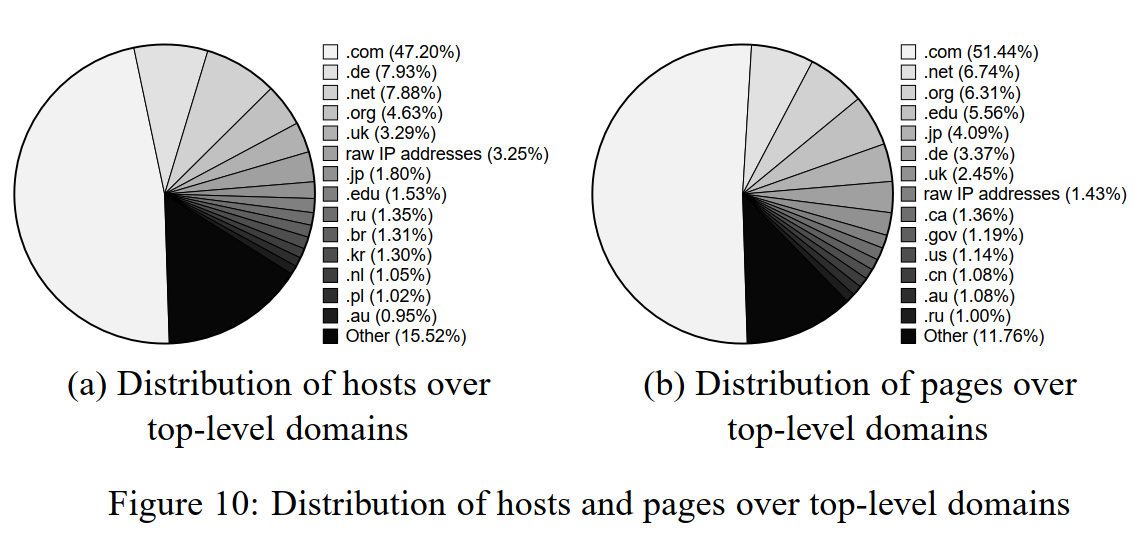 .com (47.20%)
.de (7.93%)
.net (7.88%)
.org (4.63%)
.uk (3.29%)
raw IP addresses (3.25%)
.jp (1.80%)
.edu (1.53%)
.ru (1.35%)
.br (1.31%)
.kr (1.30%)
.nl (1.05%)
.pl (1.02%)
.au (0.95%)
Other (15.52%)
(a) Distribution of hosts over
top-level domains
.com (51.44%)
.net (6.74%)
.org (6.31%)
.edu (5.56%)
.jp (4.09%)
.de (3.37%)
.uk (2.45%)
raw IP addresses (1.43%)
.ca (1.36%)
.gov (1.19%)
.us (1.14%)
.cn (1.08%)
.au (1.08%)
.ru (1.00%)
Other (11.76%)
(b) Distribution of pages over
top-level domains
Figure 10: Distribution of hosts and pages over top-level domains